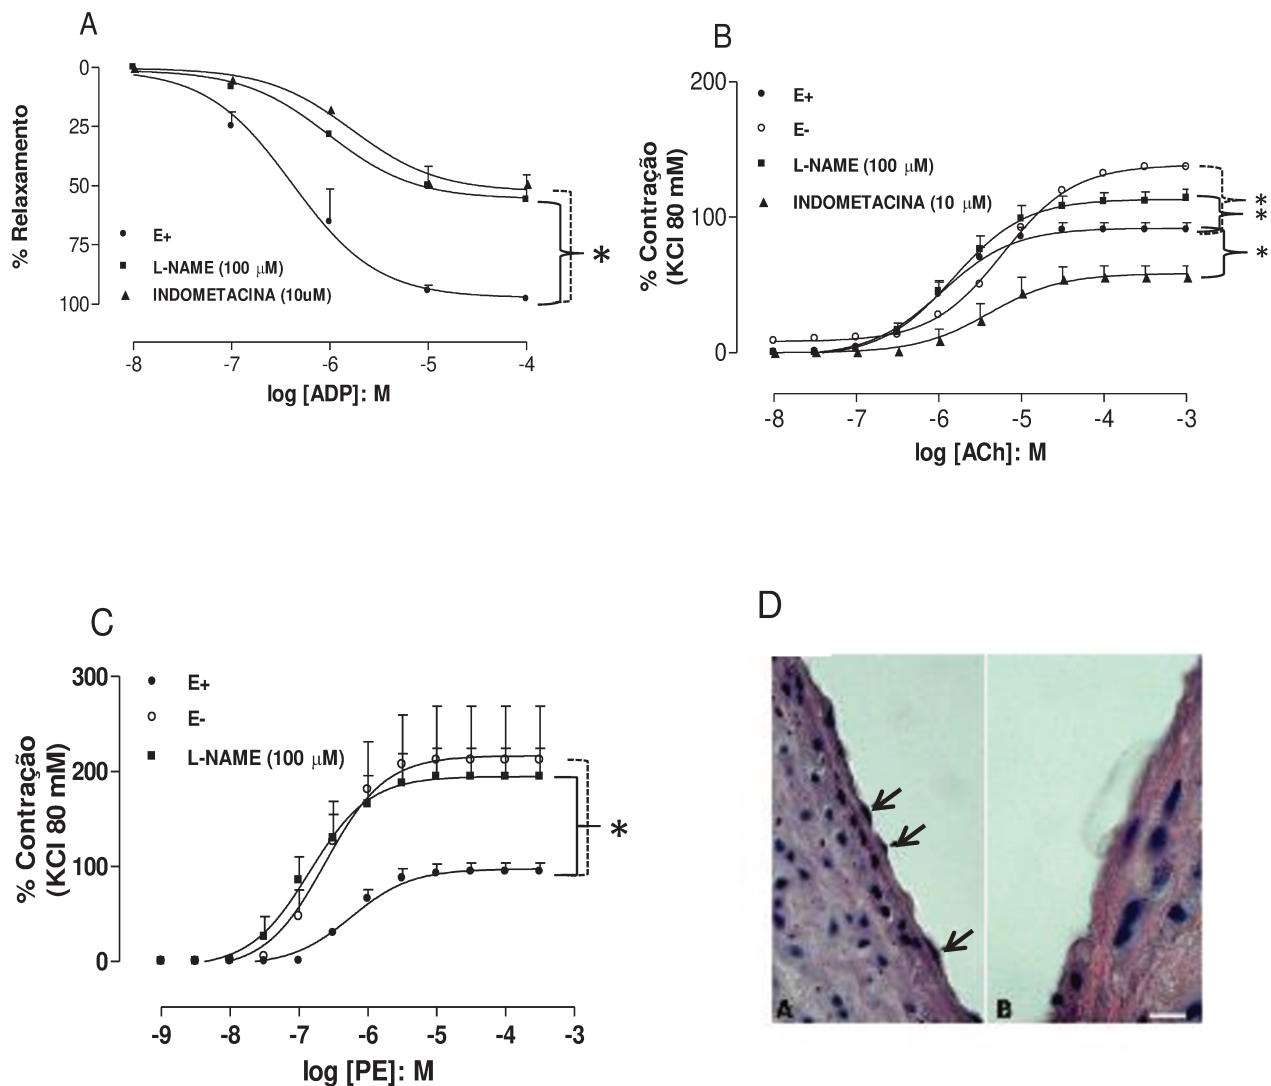 A
0
25
50
75
100
% Relaxamento
E+
L-NAME (100 μM)
INDOMETACINA (10uM)
*
-8
-7
-6
-5
-4
log [ADP]: M
B
200
100
0
% Contração
(KCl 80 mM)
E+
E-
L-NAME (100 μM)
INDOMETACINA (10 μM)
*
*
*
-8
-7
-6
-5
-4
-3
log [ACh]: M
C
300
200
100
0
% Contração
(KCl 80 mM)
E+
E-
L-NAME (100 μM)
*
-9
-8
-7
-6
-5
-4
-3
log [PE]: M
D
A
B